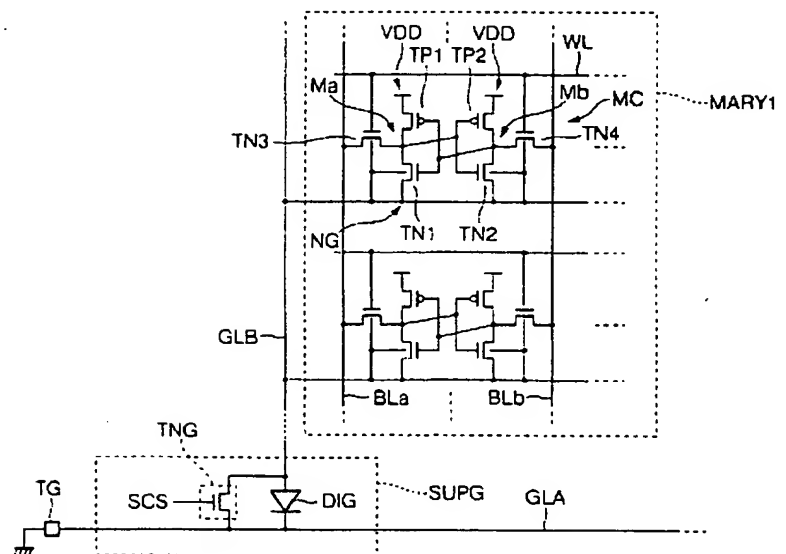 VDD VDD
TP1 TP2 WL
Ma Mb MC MARY1
TN3 TN4
NG TN1 TN2
GLB
BLa BLb
TNG
TG SCS DIG SUPG GLA